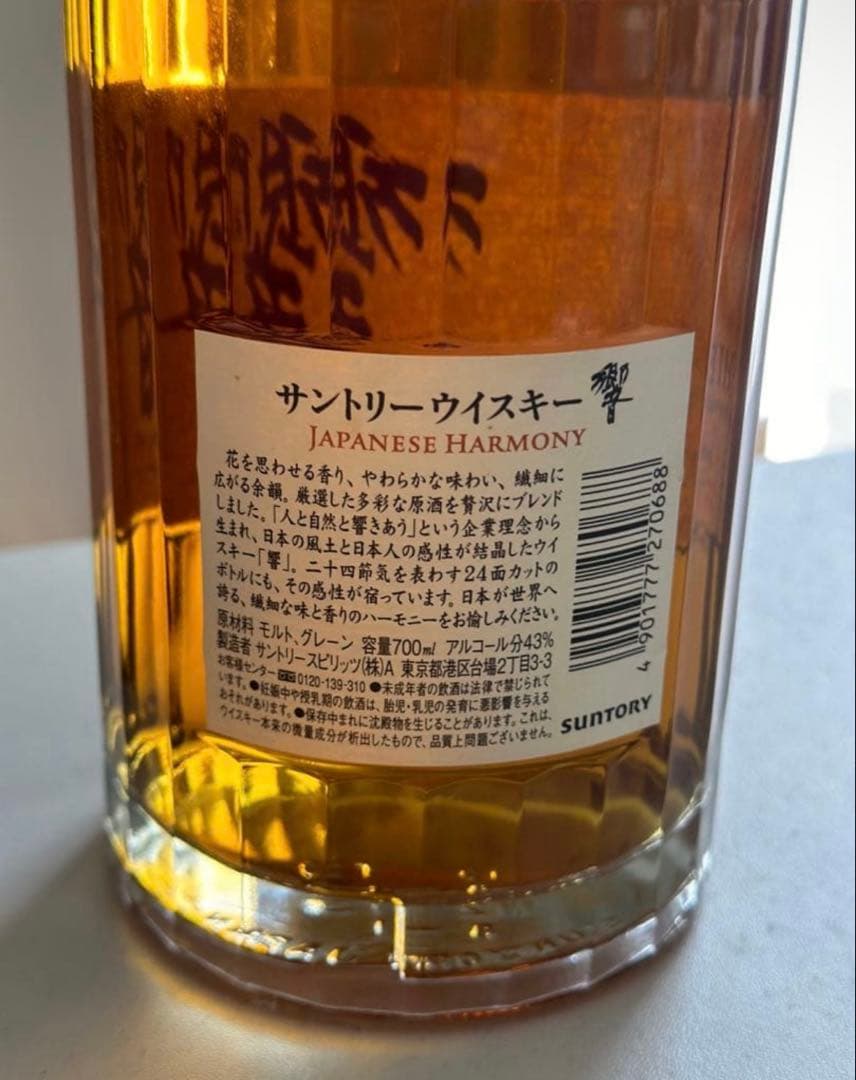 サントリーウイスキー 響
JAPANESE HARMONY
花を思わせる香り、やわらかな味わい、繊細に
広がる余韻。厳選した多彩な原酒を贅沢にブレンド
しました。「人と自然と響きあう」という企業理念から
生まれ、日本の風土と日本人の感性が結晶したウイ
スキー「響」。二十四節気を表わす24面カットの
ボトルにも、その感性が宿っています。日本が世界へ
誇る、繊細な味と香りのハーモニーをお愉しみください。
原材料 モルト、グレーン 容量700ml アルコール分43%
製造者 サントリースピリッツ(株)A 東京都港区台場2丁目3-3
お客様センター 0120-139-310 ●未成年者の飲酒は法律で禁じられて
います。●妊娠中や授乳期の飲酒は、胎児・乳児の発育に悪影響を与える
おそれがあります。●保存中まれに沈殿物を生じることがあります。これは、
ウイスキー本来の微量成分が析出したもので、品質上問題ございません。
SUNTORY
4 901777 270688